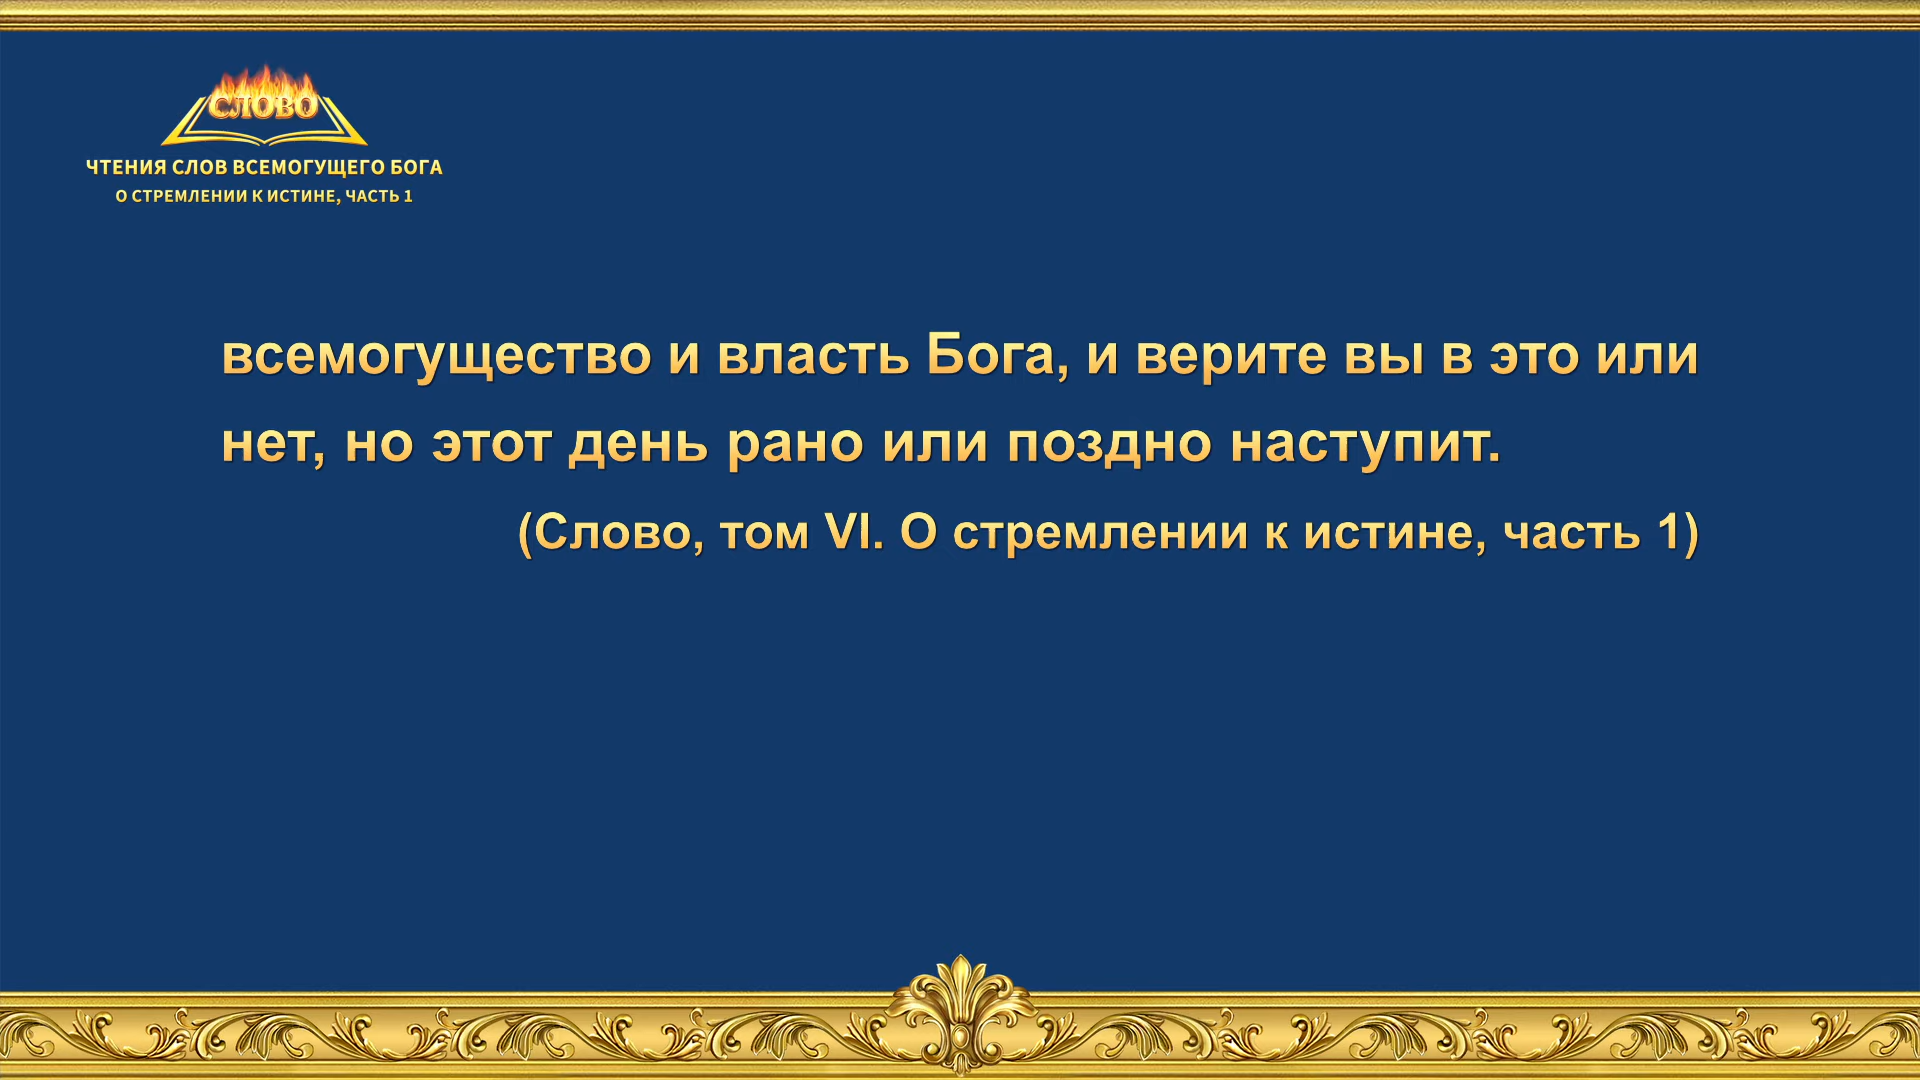 СЛОВО
ЧТЕНИЯ СЛОВ ВСЕМОГУЩЕГО БОГА
О СТРЕМЛЕНИИ К ИСТИНЕ, ЧАСТЬ 1
всемогущество и власть Бога, и верите вы в это или
нет, но этот день рано или поздно наступит.
(Слово, том VI. О стремлении к истине, часть 1)